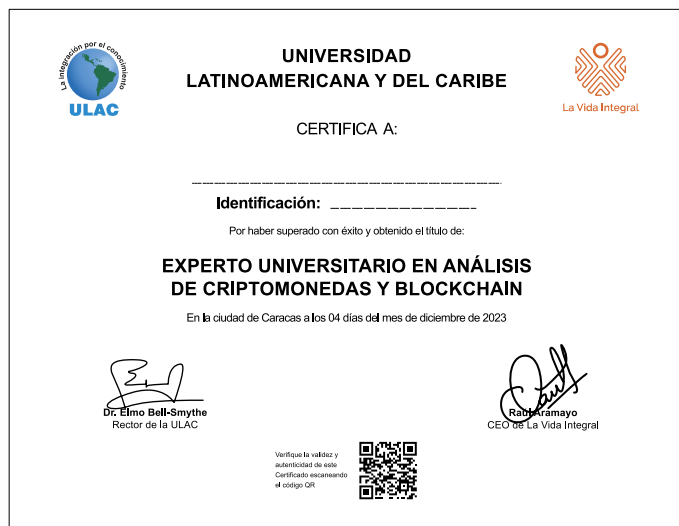 La integración por el conocimiento
ULAC
UNIVERSIDAD
LATINOAMERICANA Y DEL CARIBE
La Vida Integral
CERTIFICA A:
Identificación:
Por haber superado con éxito y obtenido el título de:
EXPERTO UNIVERSITARIO EN ANÁLISIS
DE CRIPTOMONEDAS Y BLOCKCHAIN
En la ciudad de Caracas a los 04 días del mes de diciembre de 2023
Dr. Elmo Bell-Smythe
Rector de la ULAC
Raúl Aramayo
CEO de La Vida Integral
Verifique la validez y
autenticidad de este
Certificado escaneando
el código QR